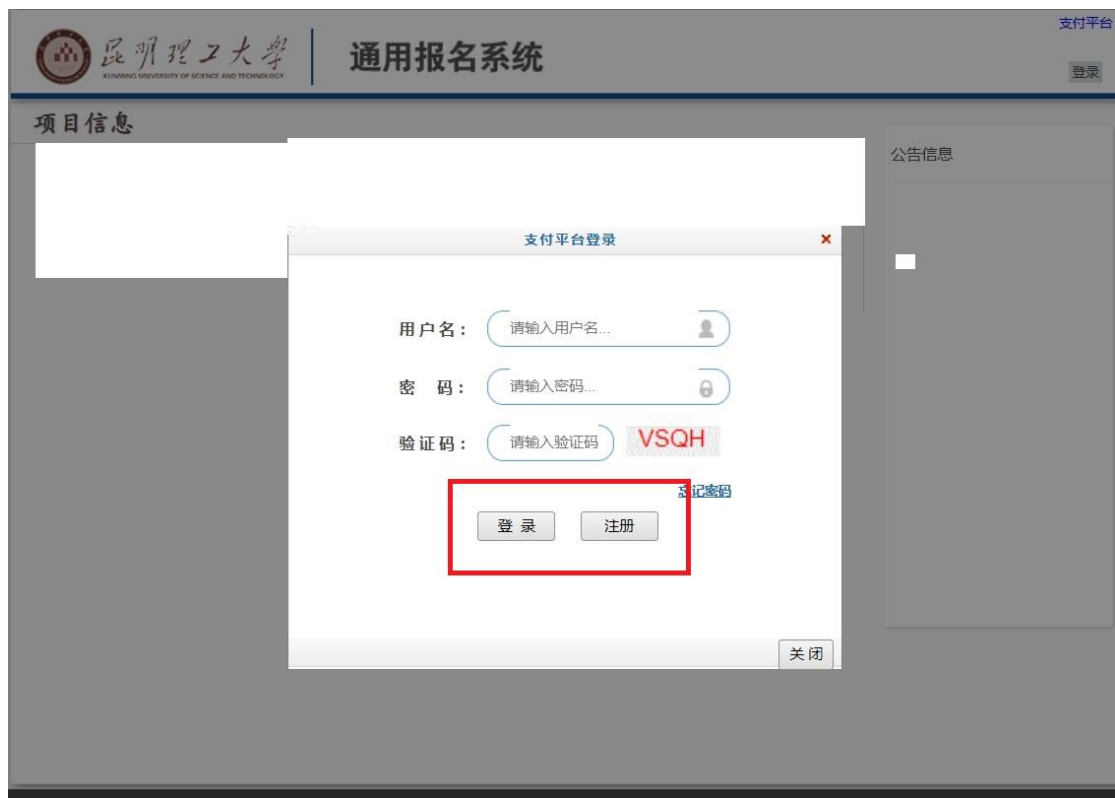 支付平台
昆明理工大学
KUNMING UNIVERSITY OF SCIENCE AND TECHNOLOGY
通用报名系统
登录
项目信息
公告信息
支付平台登录
用户名： 请输入用户名...
密 码： 请输入密码...
验证码： 请输入验证码 VSQH
忘记密码
登 录 注册
关 闭